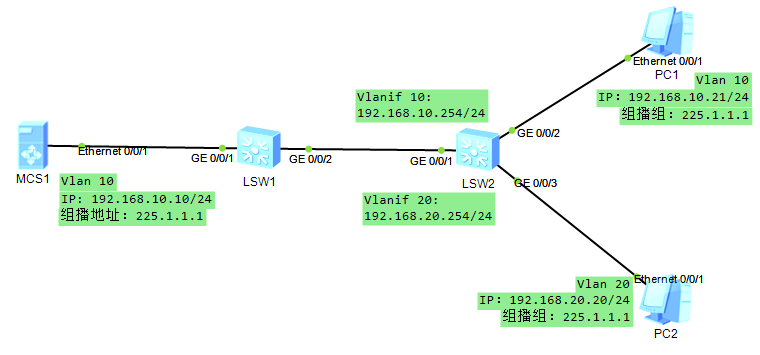 Ethernet 0/0/1
PC1
Vlan 10
IP: 192.168.10.21/24
组播组: 225.1.1.1
Vlanif 10:
192.168.10.254/24
GE 0/0/2
Ethernet 0/0/1
GE 0/0/1
GE 0/0/2
GE 0/0/1
MCS1
LSW1
LSW2
GE 0/0/3
Vlan 10
IP: 192.168.10.10/24
组播地址: 225.1.1.1
Vlanif 20:
192.168.20.254/24
Ethernet 0/0/1
Vlan 20
IP: 192.168.20.20/24
组播组: 225.1.1.1
PC2